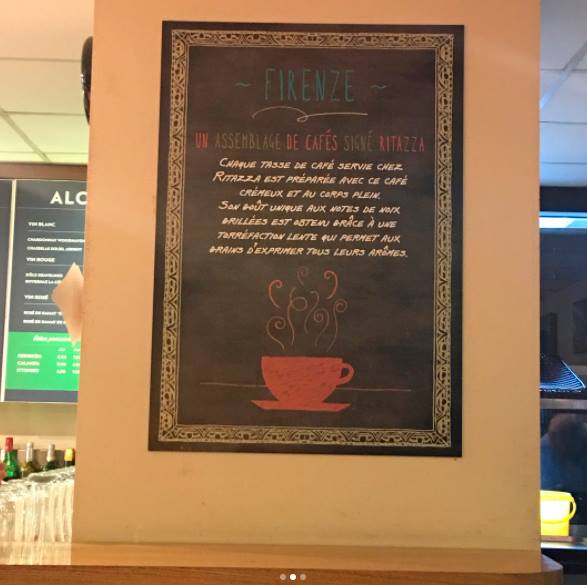 ~ FIRENZE ~
UN ASSEMBLAGE DE CAFÉS SIGNÉ RITAZZA
CHAQUE TASSE DE CAFÉ SERVIE CHEZ
RITAZZA EST PRÉPARÉE AVEC CE CAFÉ
CRÉMEUX ET AU CORPS PLEIN.
SON GOÛT UNIQUE AUX NOTES DE NOIX
GRILLÉES EST OBTENU GRÂCE À UNE
TORRÉFACTION LENTE QUI PERMET AUX
GRAINS D'EXPRIMER TOUS LEURS ARÔMES.
ALC
VIN BLANC
CHARDONNAY
VIN ROUGE
VIN ROSÉ